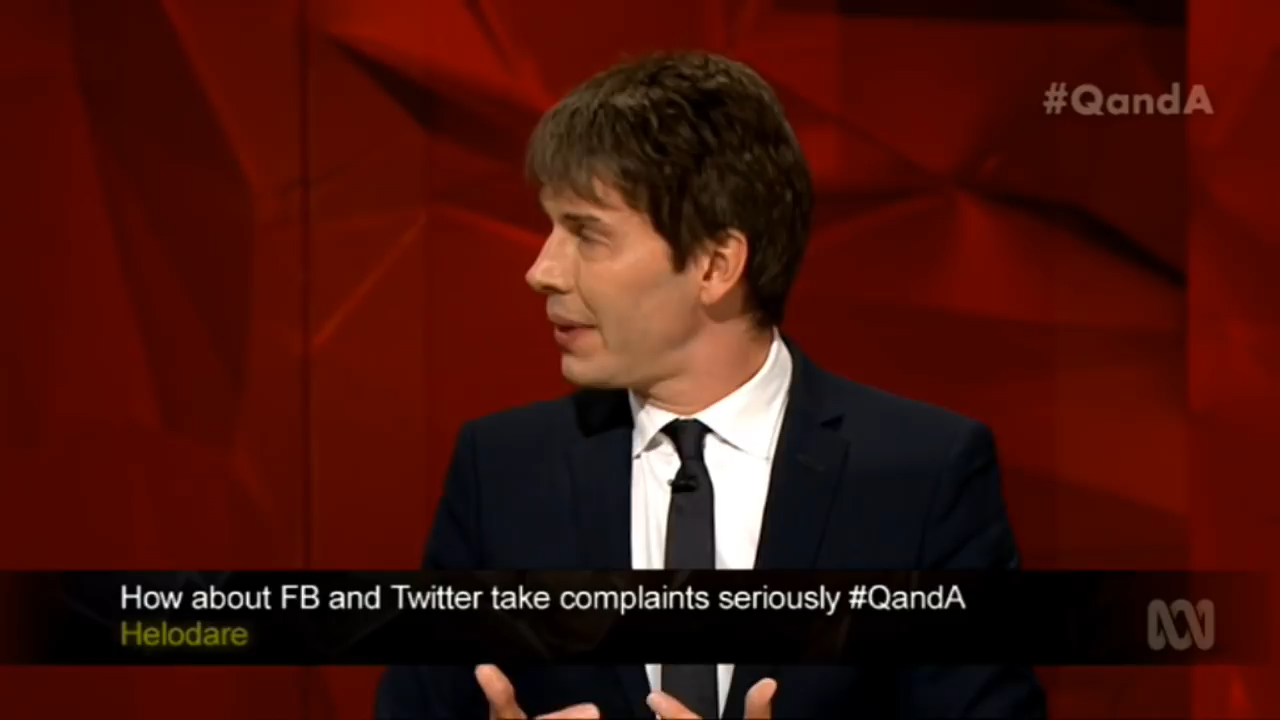 #QandA
How about FB and Twitter take complaints seriously #QandA
Helodare